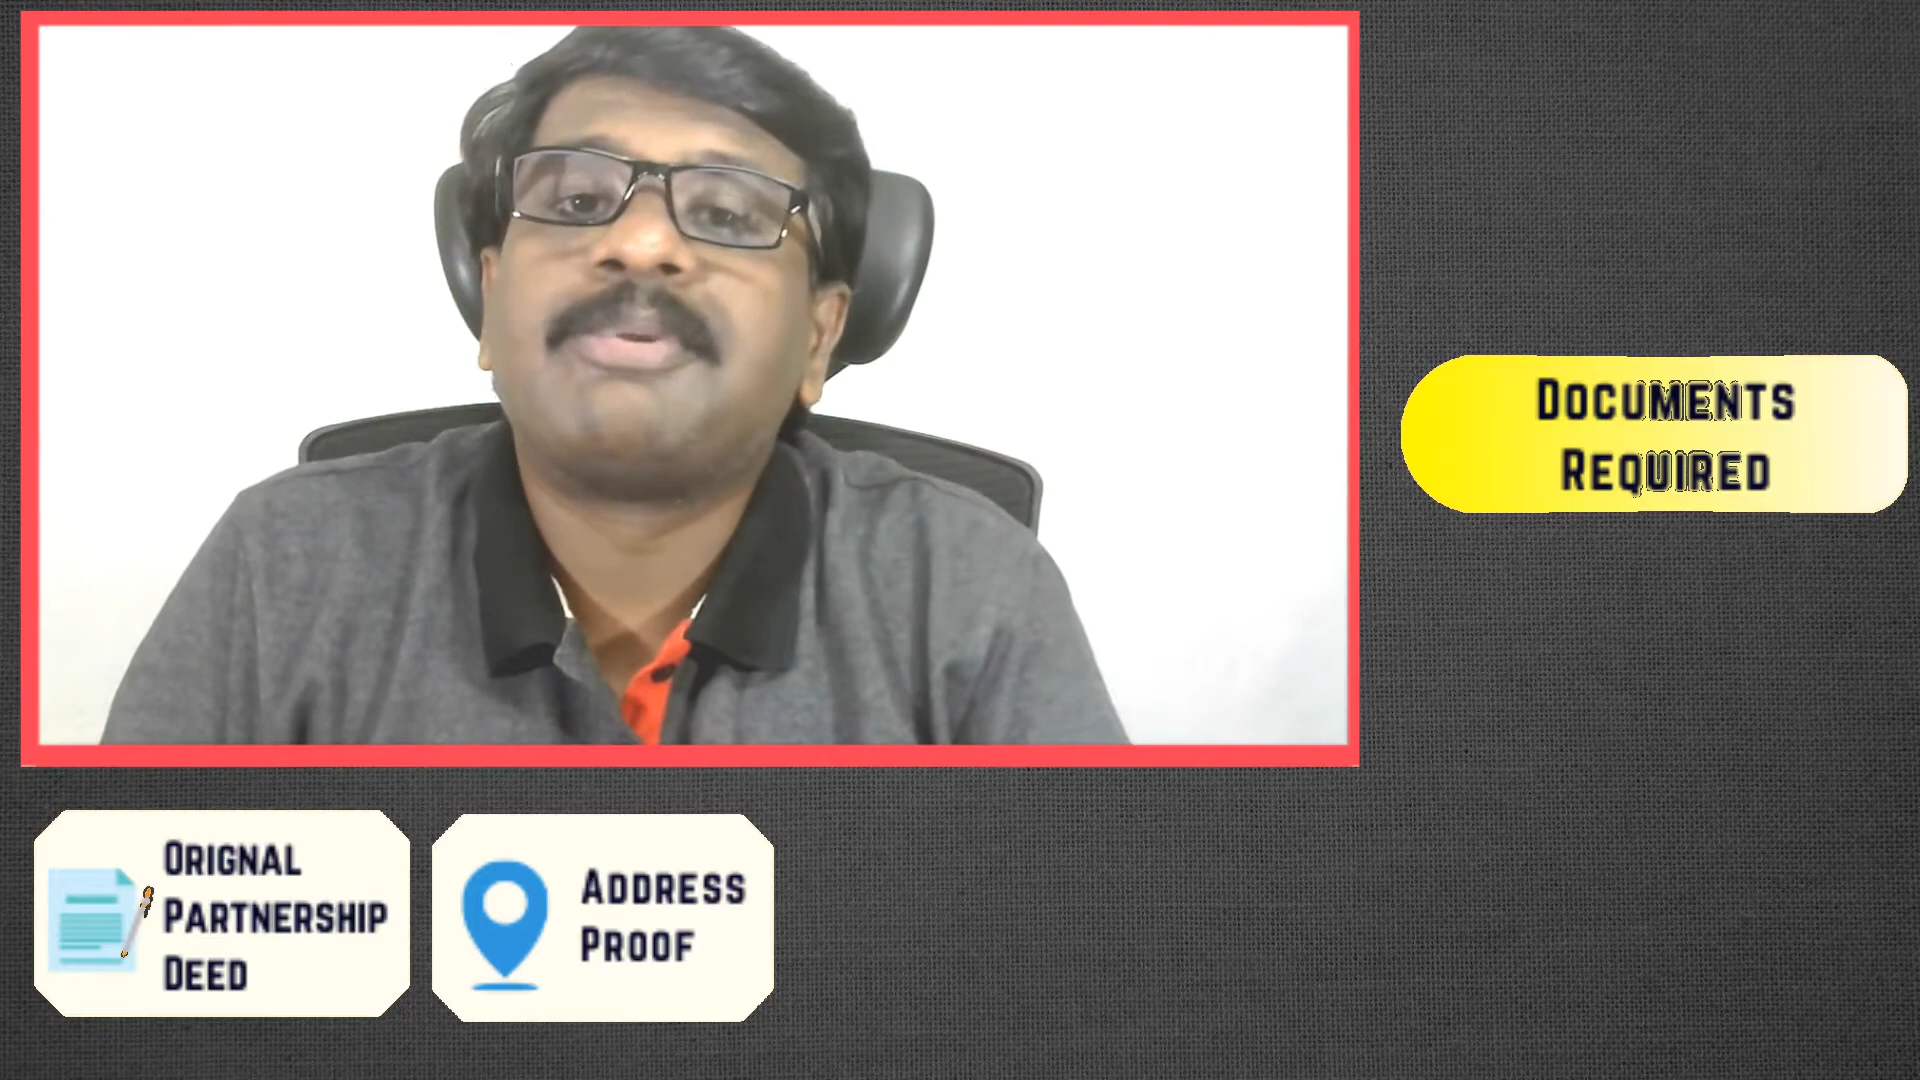 Documents
Required
Orignal
Partnership
Deed
Address
Proof